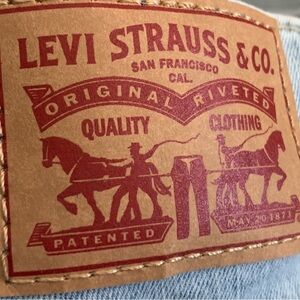 LEVI STRAUSS & CO.
SAN FRANCISCO
CAL.
ORIGINAL RIVETED
QUALITY CLOTHING
PATENTED
MAY 20 1873